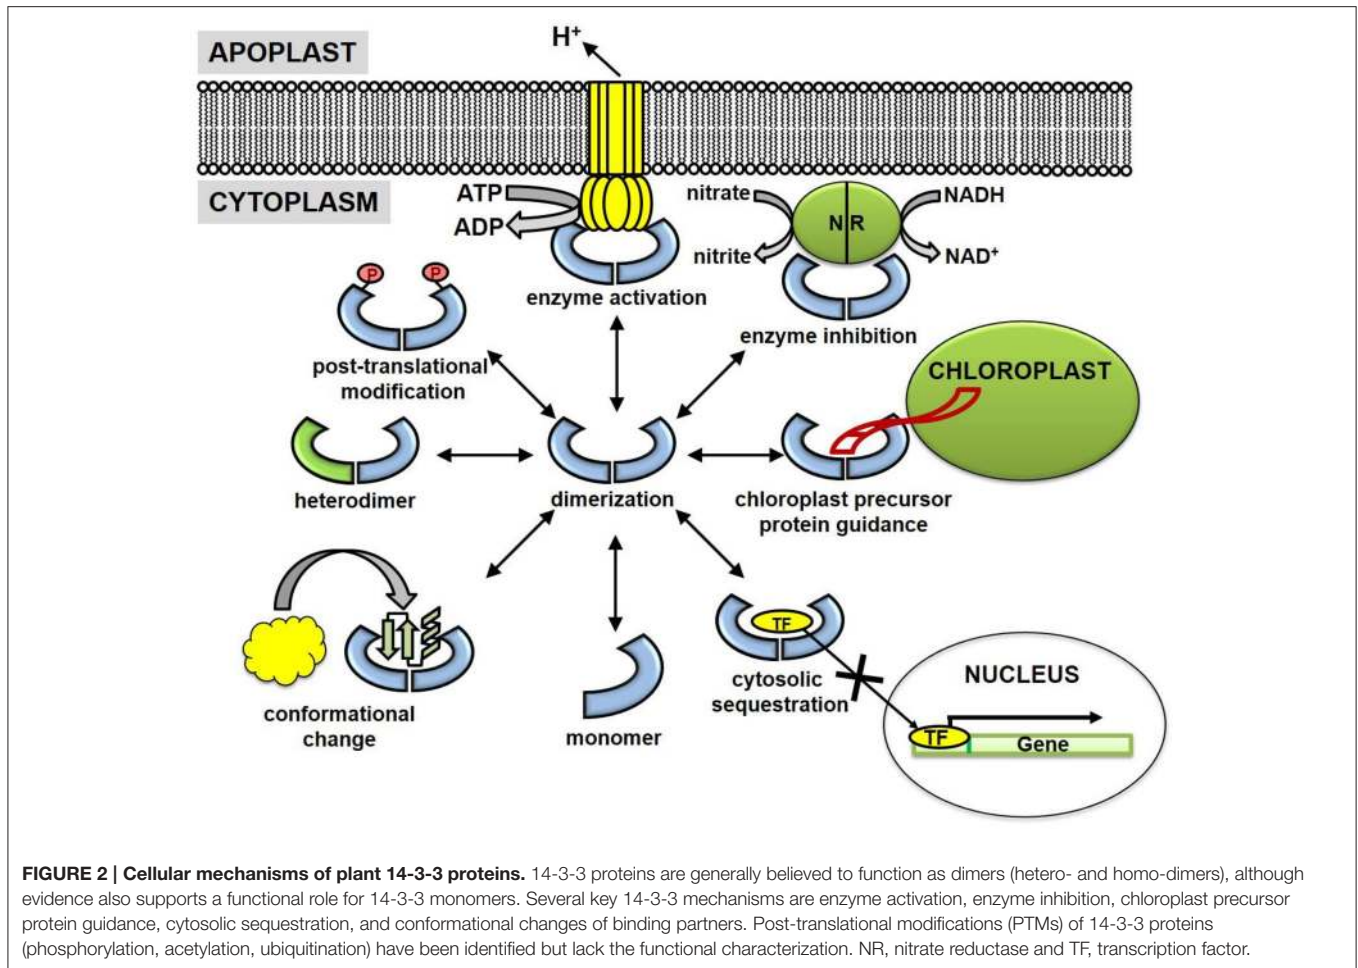 APOPLAST
H+
CYTOPLASM
ATP
ADP
nitrate
nitrite
N R
NADH
NAD+
enzyme activation
enzyme inhibition
P
P
post-translational
modification
CHLOROPLAST
heterodimer
dimerization
chloroplast precursor
protein guidance
conformational
change
monomer
TF
cytosolic
sequestration
NUCLEUS
TF
Gene
FIGURE 2 | Cellular mechanisms of plant 14-3-3 proteins. 14-3-3 proteins are generally believed to function as dimers (hetero- and homo-dimers), although
evidence also supports a functional role for 14-3-3 monomers. Several key 14-3-3 mechanisms are enzyme activation, enzyme inhibition, chloroplast precursor
protein guidance, cytosolic sequestration, and conformational changes of binding partners. Post-translational modifications (PTMs) of 14-3-3 proteins
(phosphorylation, acetylation, ubiquitination) have been identified but lack the functional characterization. NR, nitrate reductase and TF, transcription factor.